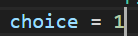 choice = 1